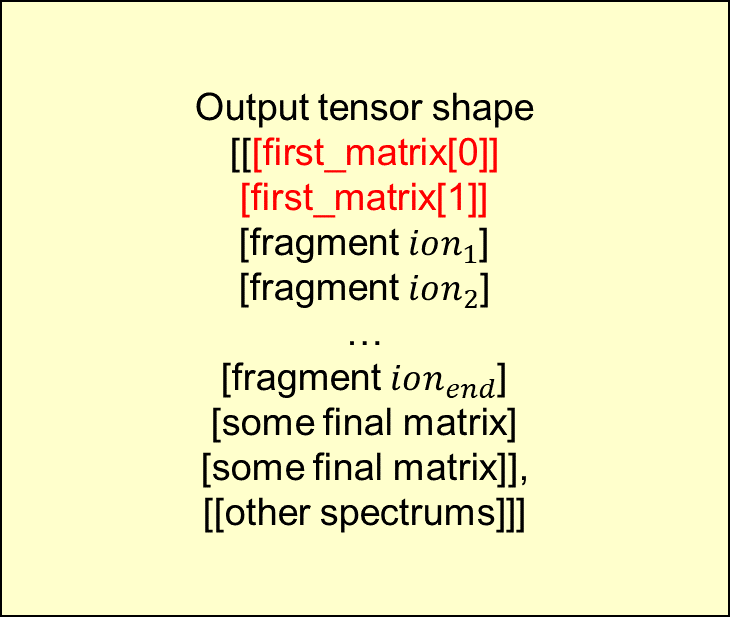 Output tensor shape
[[[first_matrix[0]]
[first_matrix[1]]
[fragment ion₁]
[fragment ion₂]
…
[fragment ionₑₙd]
[some final matrix]
[some final matrix]],
[[other spectrums]]]